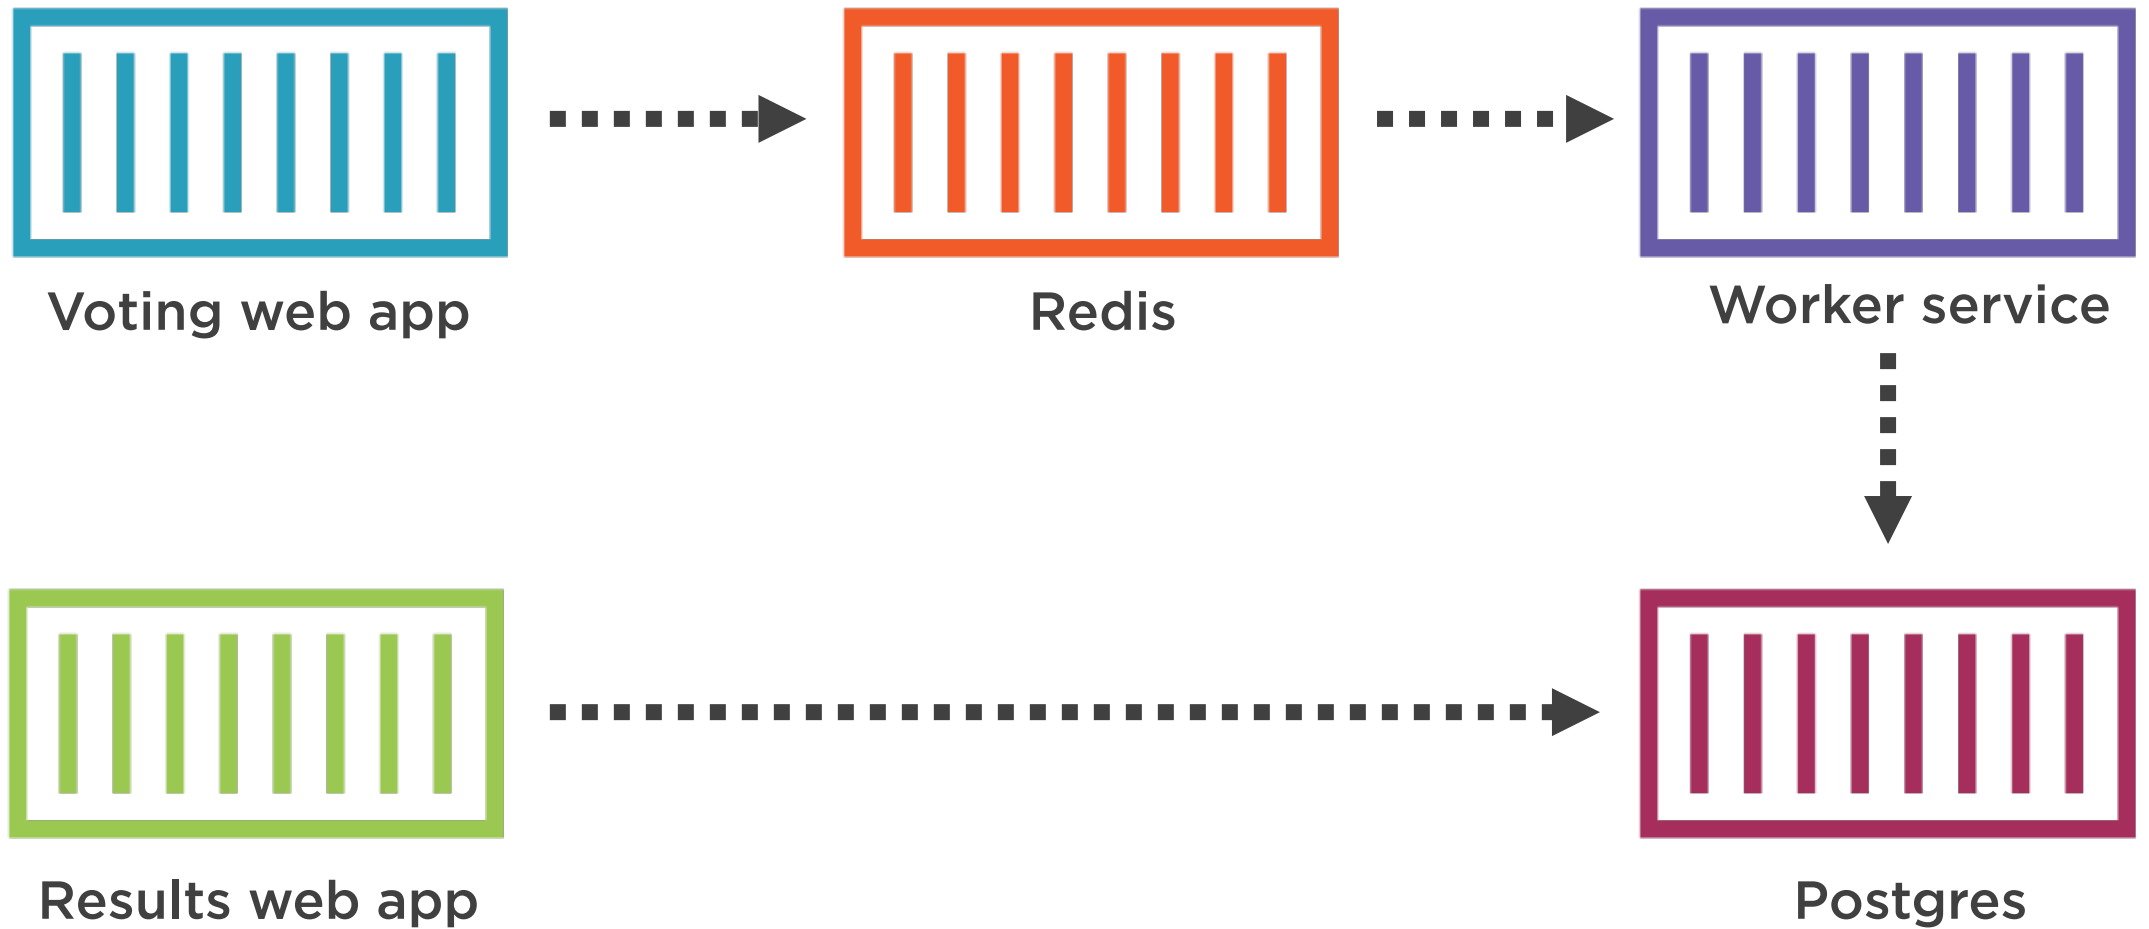 Voting web app
Redis
Worker service
Results web app
Postgres